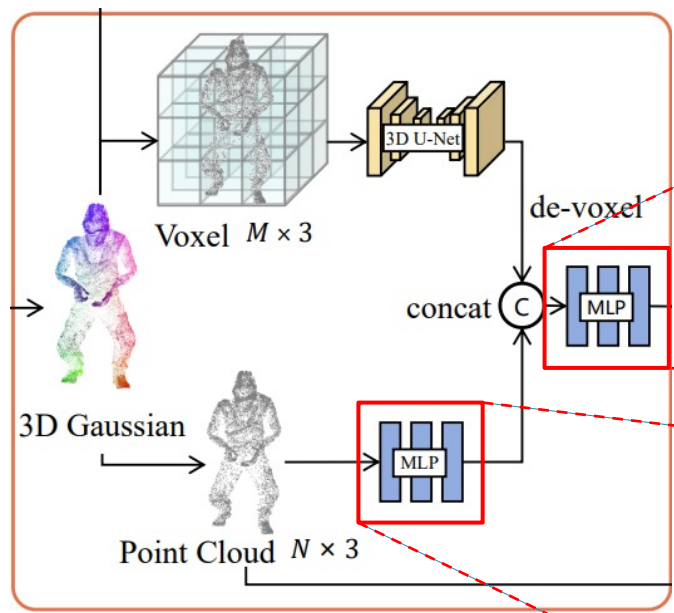 3D U-Net
Voxel M × 3
de-voxel
concat
C
MLP
3D Gaussian
MLP
Point Cloud N × 3